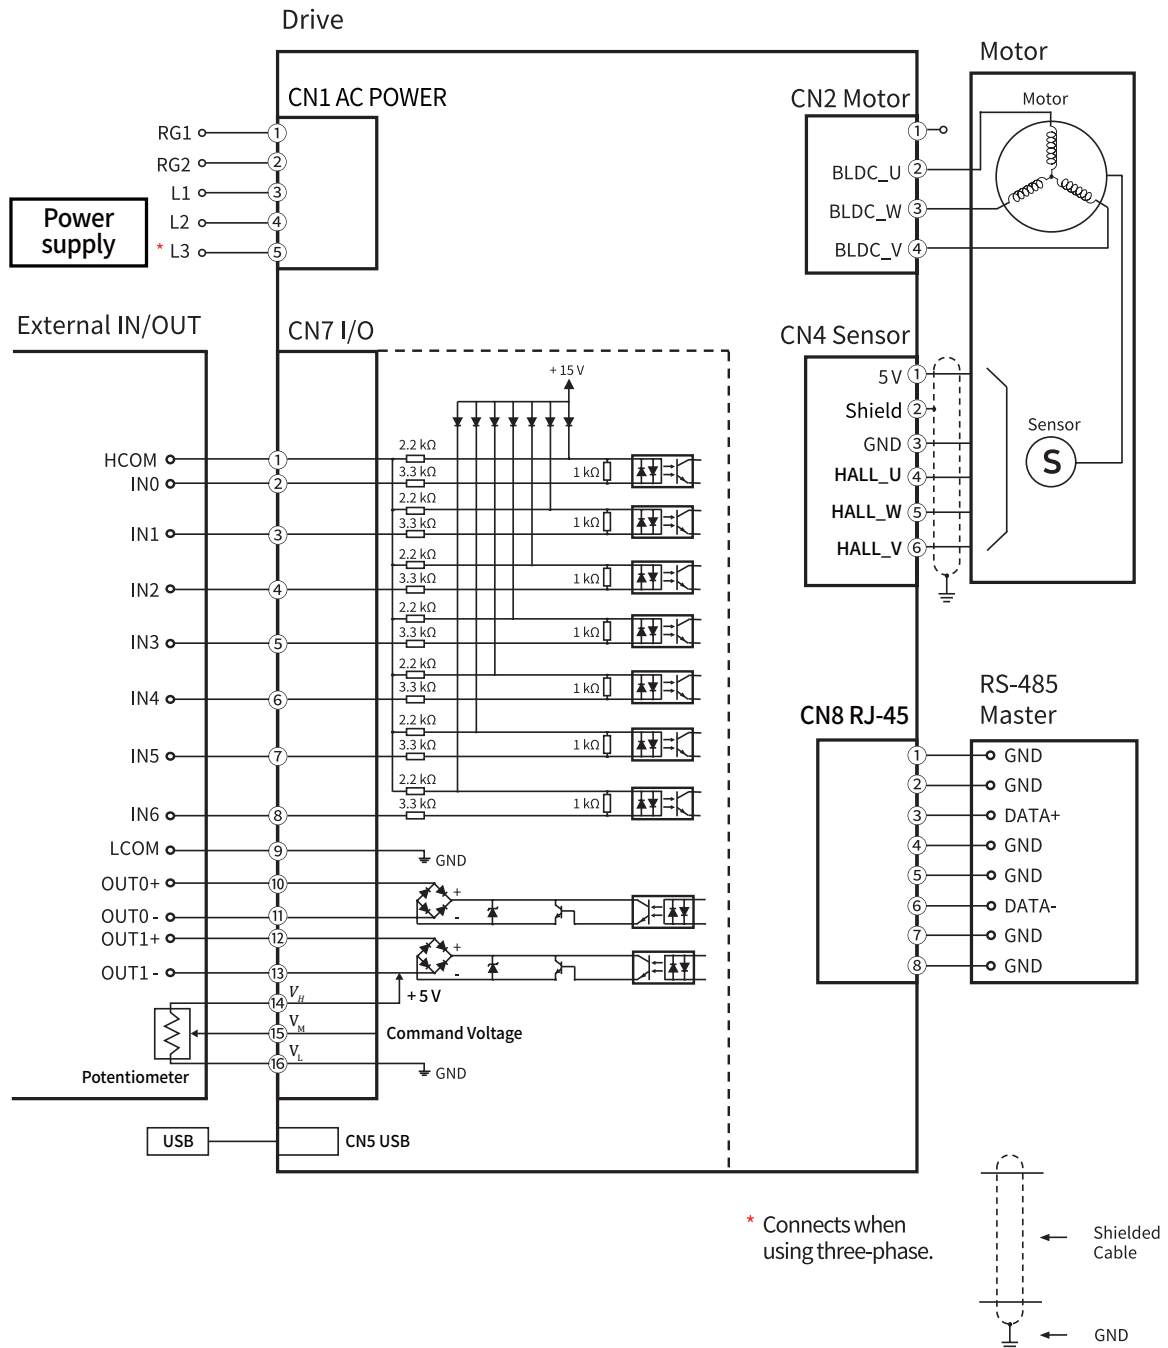 Drive
Motor
CN1 AC POWER
RG1 1
RG2 2
L1 3
L2 4
* L3 5
Power
supply
CN2 Motor
1
BLDC_U 2
BLDC_W 3
BLDC_V 4
Motor
External IN/OUT
CN7 I/O
+ 15 V
HCOM 1 2.2 kΩ
IN0 2 3.3 kΩ 1 kΩ
2.2 kΩ
IN1 3 3.3 kΩ 1 kΩ
2.2 kΩ
IN2 4 3.3 kΩ 1 kΩ
2.2 kΩ
IN3 5 3.3 kΩ 1 kΩ
2.2 kΩ
IN4 6 3.3 kΩ 1 kΩ
2.2 kΩ
IN5 7 3.3 kΩ 1 kΩ
2.2 kΩ
IN6 8 3.3 kΩ 1 kΩ
LCOM 9 GND
OUT0+ 10 +
OUT0 - 11 -
OUT1+ 12 +
OUT1 - 13 -
14 VH + 5 V
15 VM Command Voltage
16 VL GND
Potentiometer
USB CN5 USB
CN4 Sensor
5 V 1
Shield 2
GND 3
HALL_U 4
HALL_W 5
HALL_V 6
Sensor
S
CN8 RJ-45
RS-485
Master
1 GND
2 GND
3 DATA+
4 GND
5 GND
6 DATA-
7 GND
8 GND
* Connects when
using three-phase.
Shielded
Cable
GND